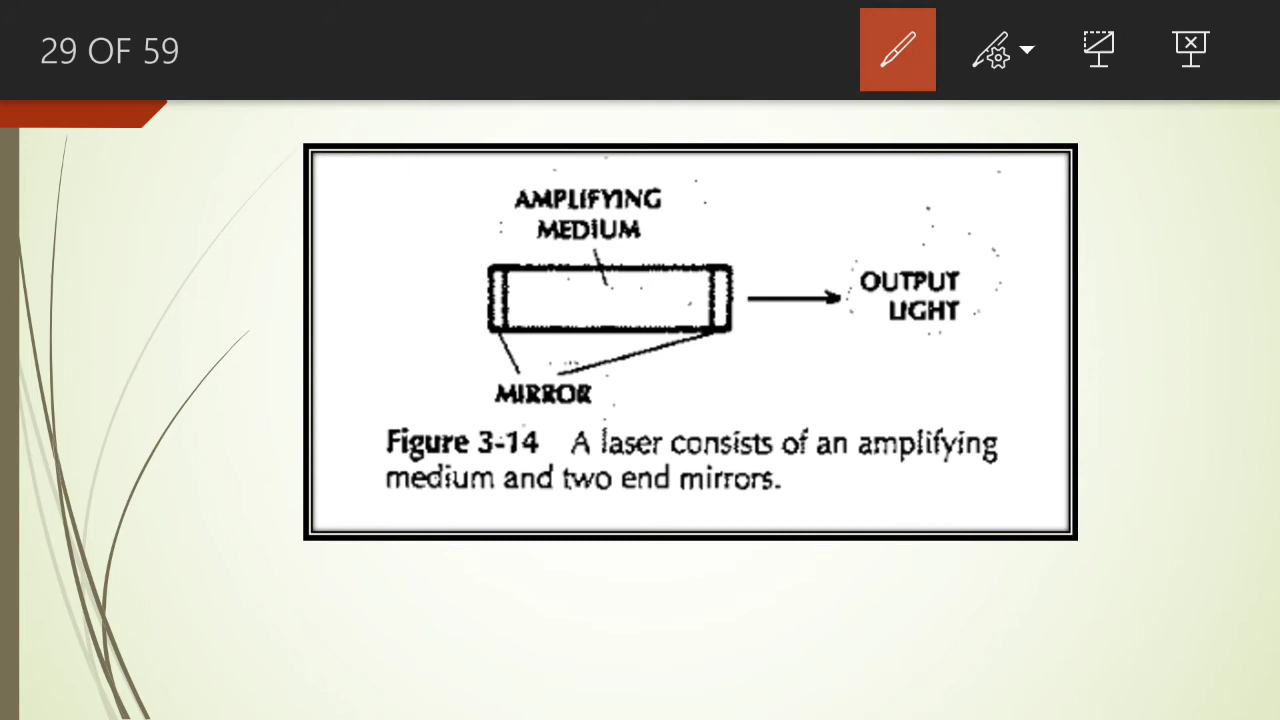 29 OF 59
AMPLIFYING
MEDIUM
OUTPUT
LIGHT
MIRROR
Figure 3-14 A laser consists of an amplifying
medium and two end mirrors.